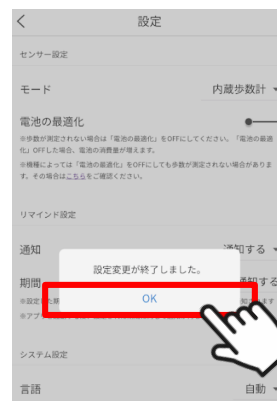 設定
センサー設定
モード 内蔵歩数計
電池の最適化
※歩数が測定されない場合は「電池の最適化」をOFFにしてください。「電池の最適
化」OFFした場合、電池の消費量が増えます。
※機種によっては「電池の最適化」をOFFにしても歩数が測定されない場合がありま
す。その場合はこちらをご確認ください。
リマインド設定
通知 通知する
設定変更が終了しました。
期間 通知する
OK
システム設定
言語 自動